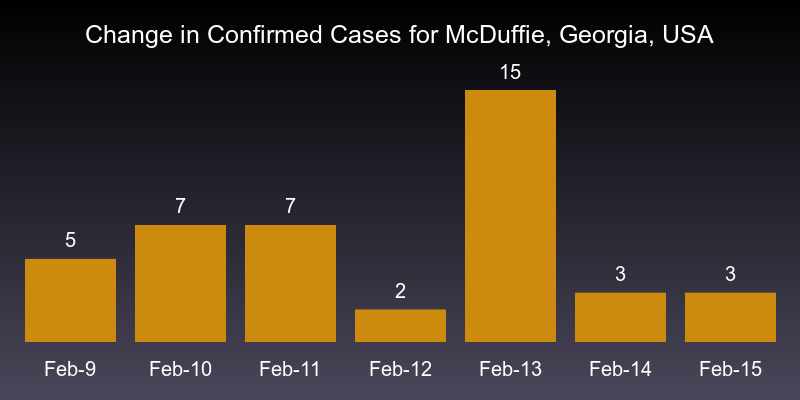 Change in Confirmed Cases for McDuffie, Georgia, USA
15
7
7
5
3
3
2
Feb-9
Feb-10
Feb-11
Feb-12
Feb-13
Feb-14
Feb-15